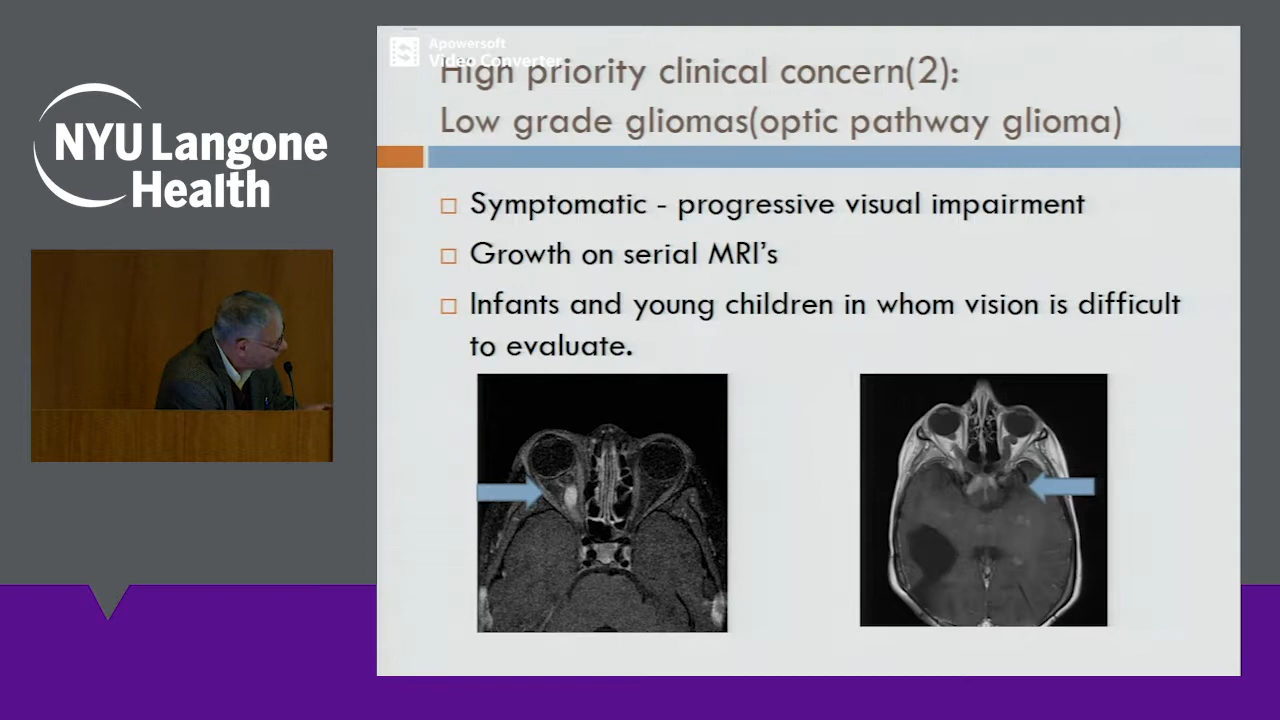 NYU Langone
Health
Apowersoft
Video Converter
High priority clinical concern(2):
Low grade gliomas(optic pathway glioma)
Symptomatic - progressive visual impairment
Growth on serial MRI's
Infants and young children in whom vision is difficult
to evaluate.